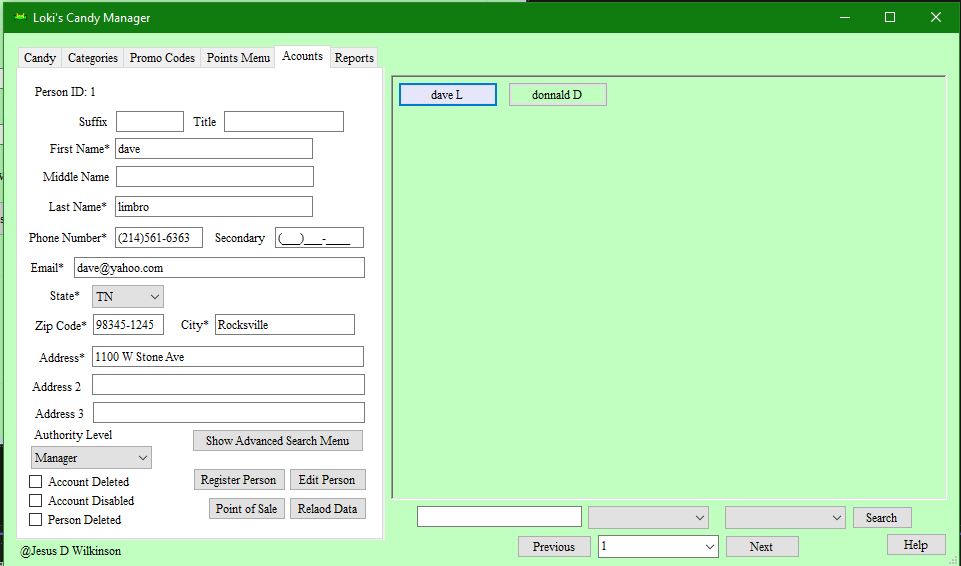 Loki's Candy Manager
Candy Categories Promo Codes Points Menu Acounts Reports
Person ID: 1
dave L donnald D
Suffix Title
First Name* dave
Middle Name
Last Name* limbro
Phone Number* (214)561-6363 Secondary (___)___-____
Email* dave@yahoo.com
State* TN
Zip Code* 98345-1245 City* Rocksville
Address* 1100 W Stone Ave
Address 2
Address 3
Authority Level
Show Advanced Search Menu
Manager
Account Deleted
Register Person Edit Person
Account Disabled
Point of Sale Relaod Data
Person Deleted
Search
Previous 1 Next Help
@Jesus D Wilkinson